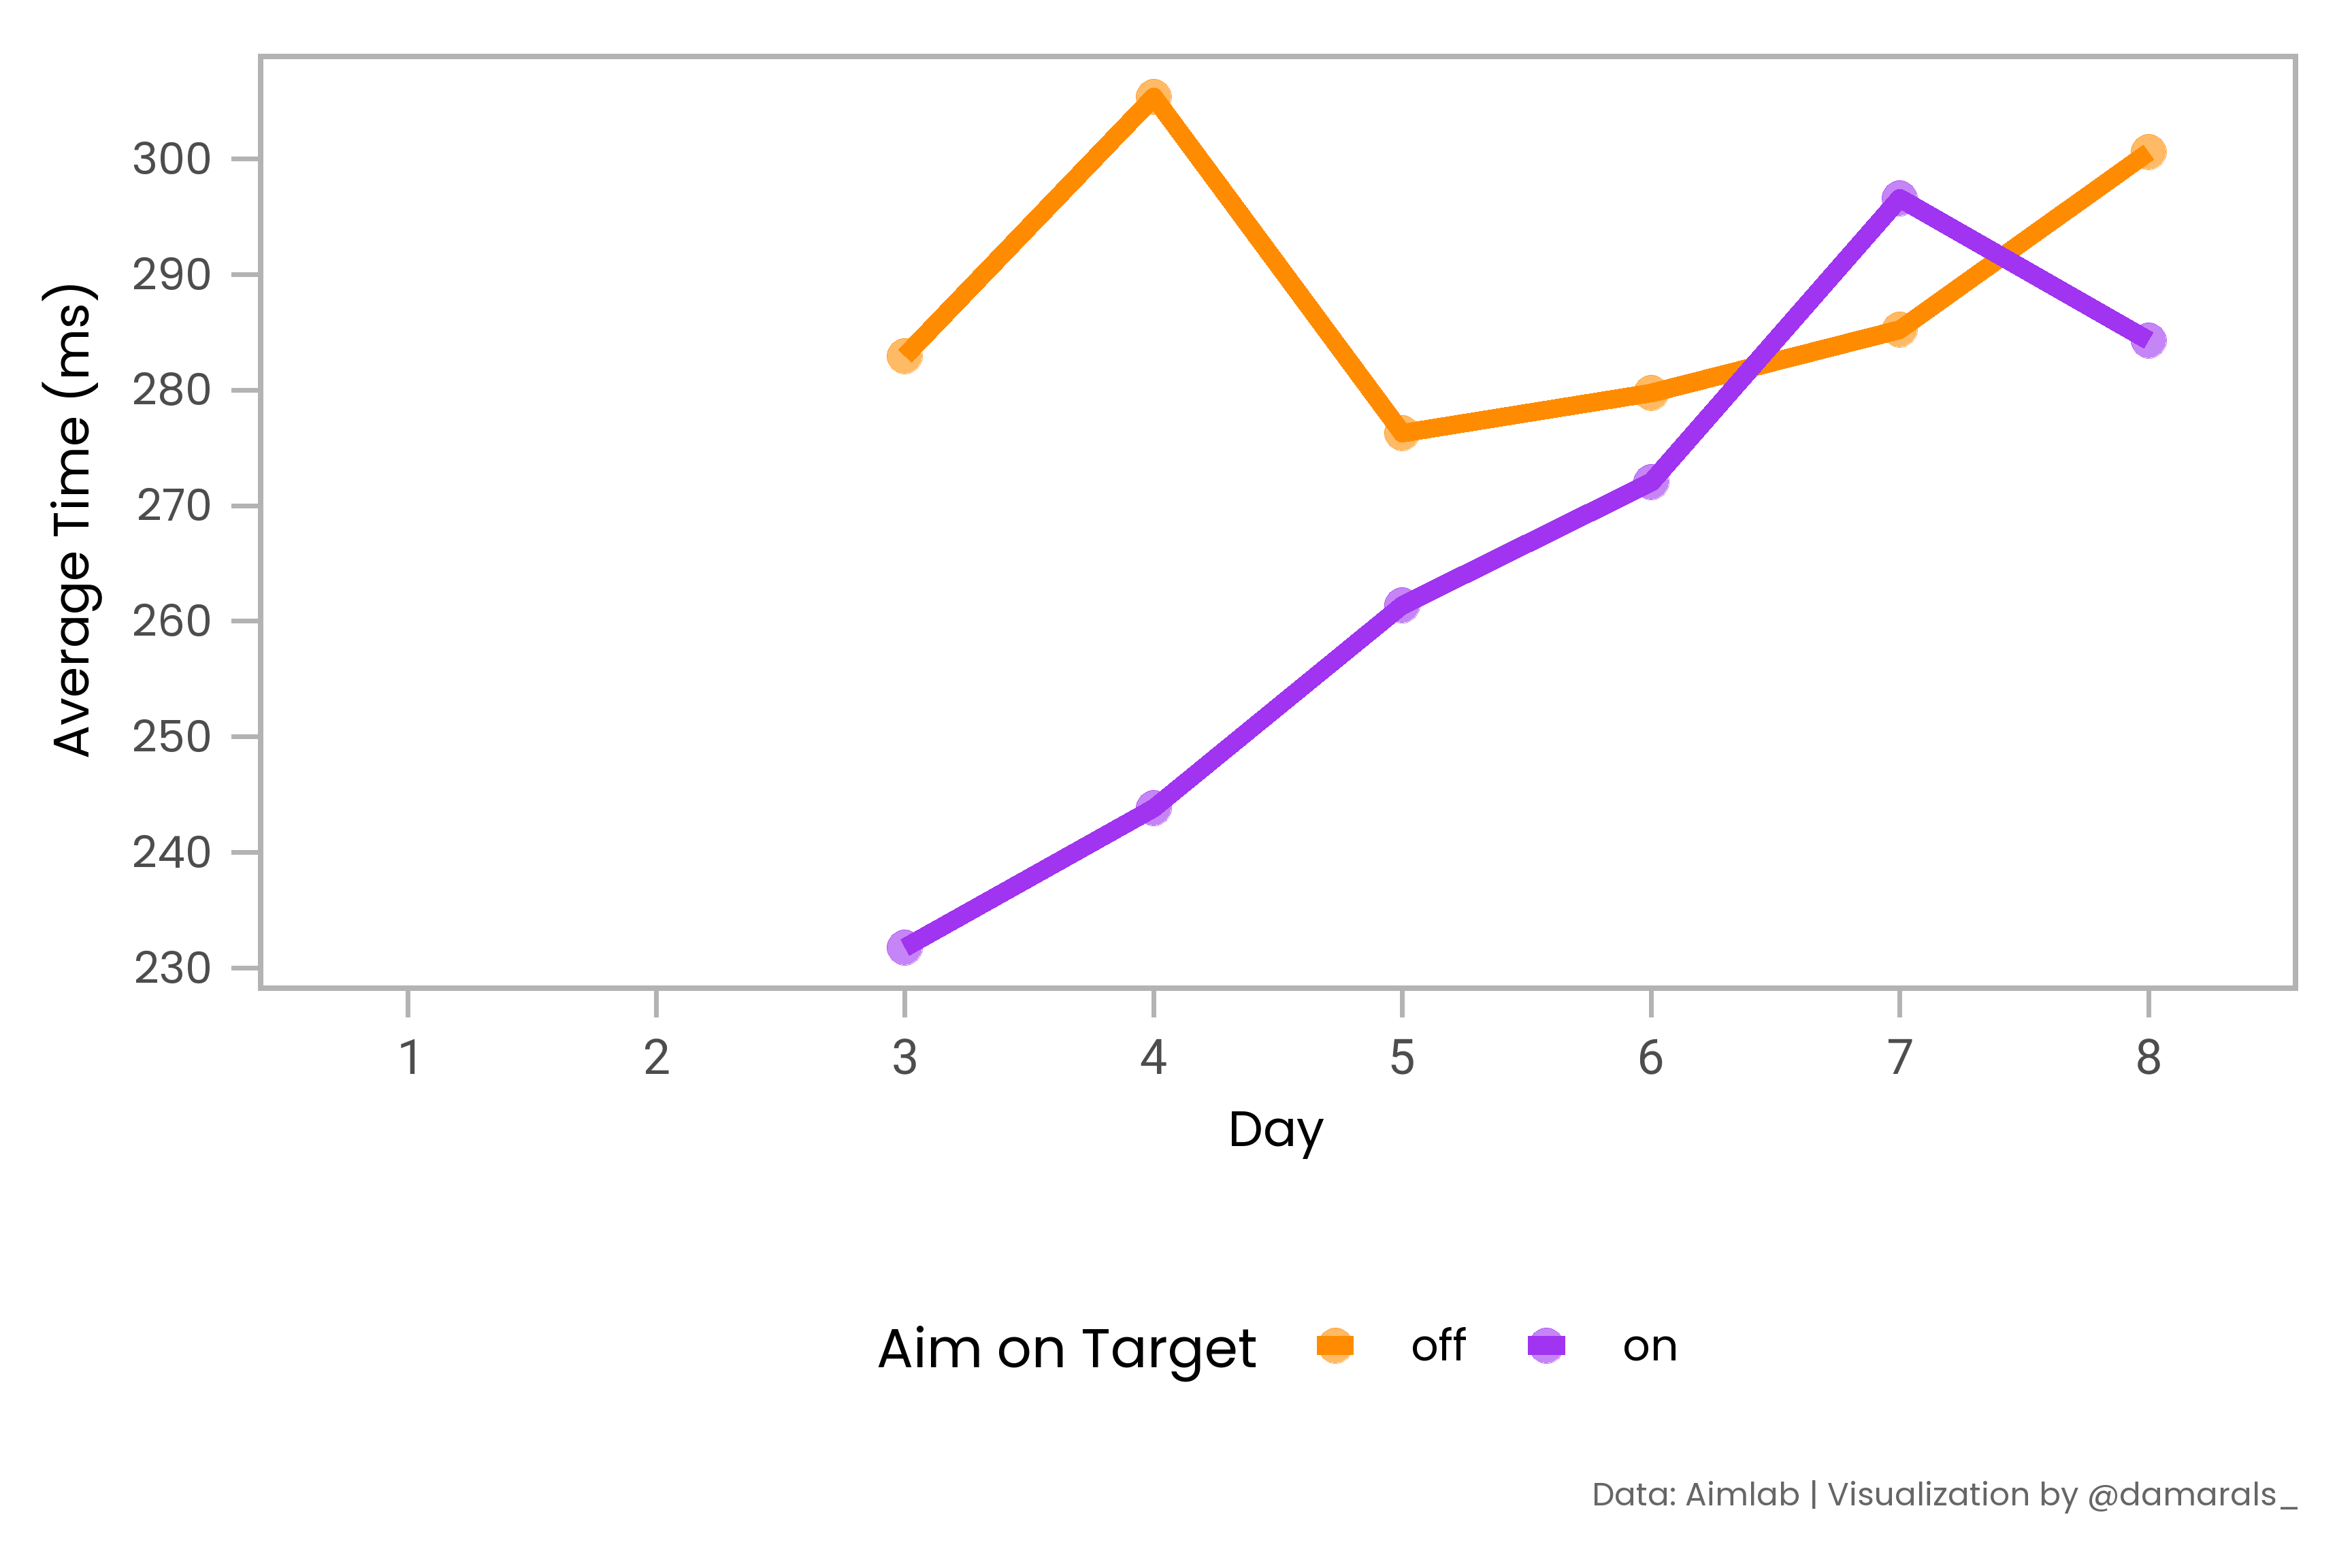 Average Time (ms)
300
290
280
270
260
250
240
230
1 2 3 4 5 6 7 8
Day
Aim on Target off on
Data: Aimlab | Visualization by @damarals_